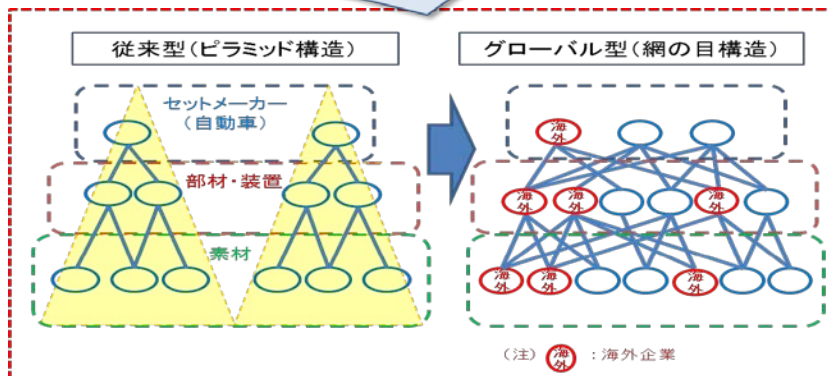 従来型(ピラミッド構造)
グローバル型(網の目構造)
セットメーカー
(自動車)
部材・装置
素材
海外
海外
海外
海外
海外
海外
海外
(注) 海外 :海外企業